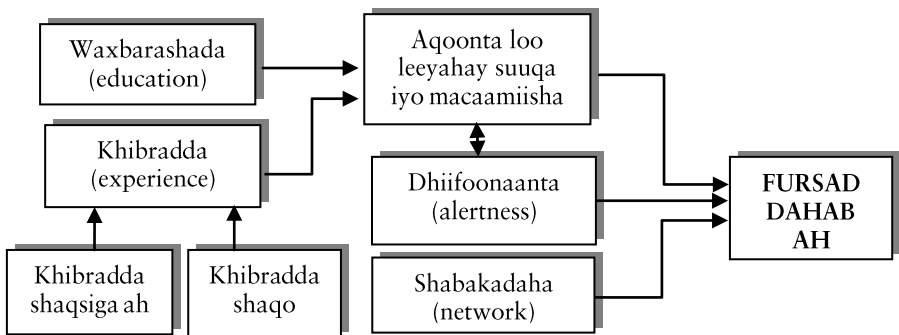 Waxbarashada
(education)
Aqoonta loo
leeyahay suuqa
iyo macaamiisha
Khibradda
(experience)
Dhiifoonaanta
(alertness)
FURSAD
DAHAB
AH
Khibradda
shaqsiga ah
Khibradda
shaqo
Shabakadaha
(network)